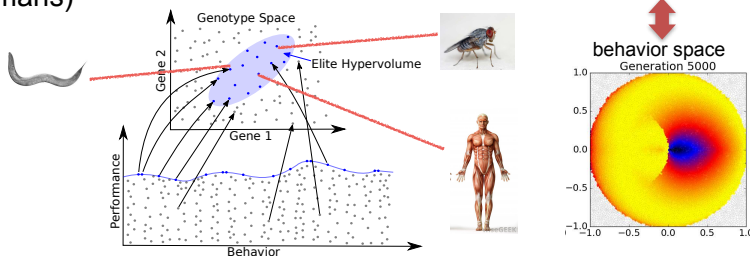 mans)
Genotype Space
Gene 2
Elite Hypervolume
Gene 1
Performance
Behavior
behavior space
Generation 5000
1.0
0.5
0.0
−0.5
−1.0
−1.0 −0.5 0.0 0.5 1.0